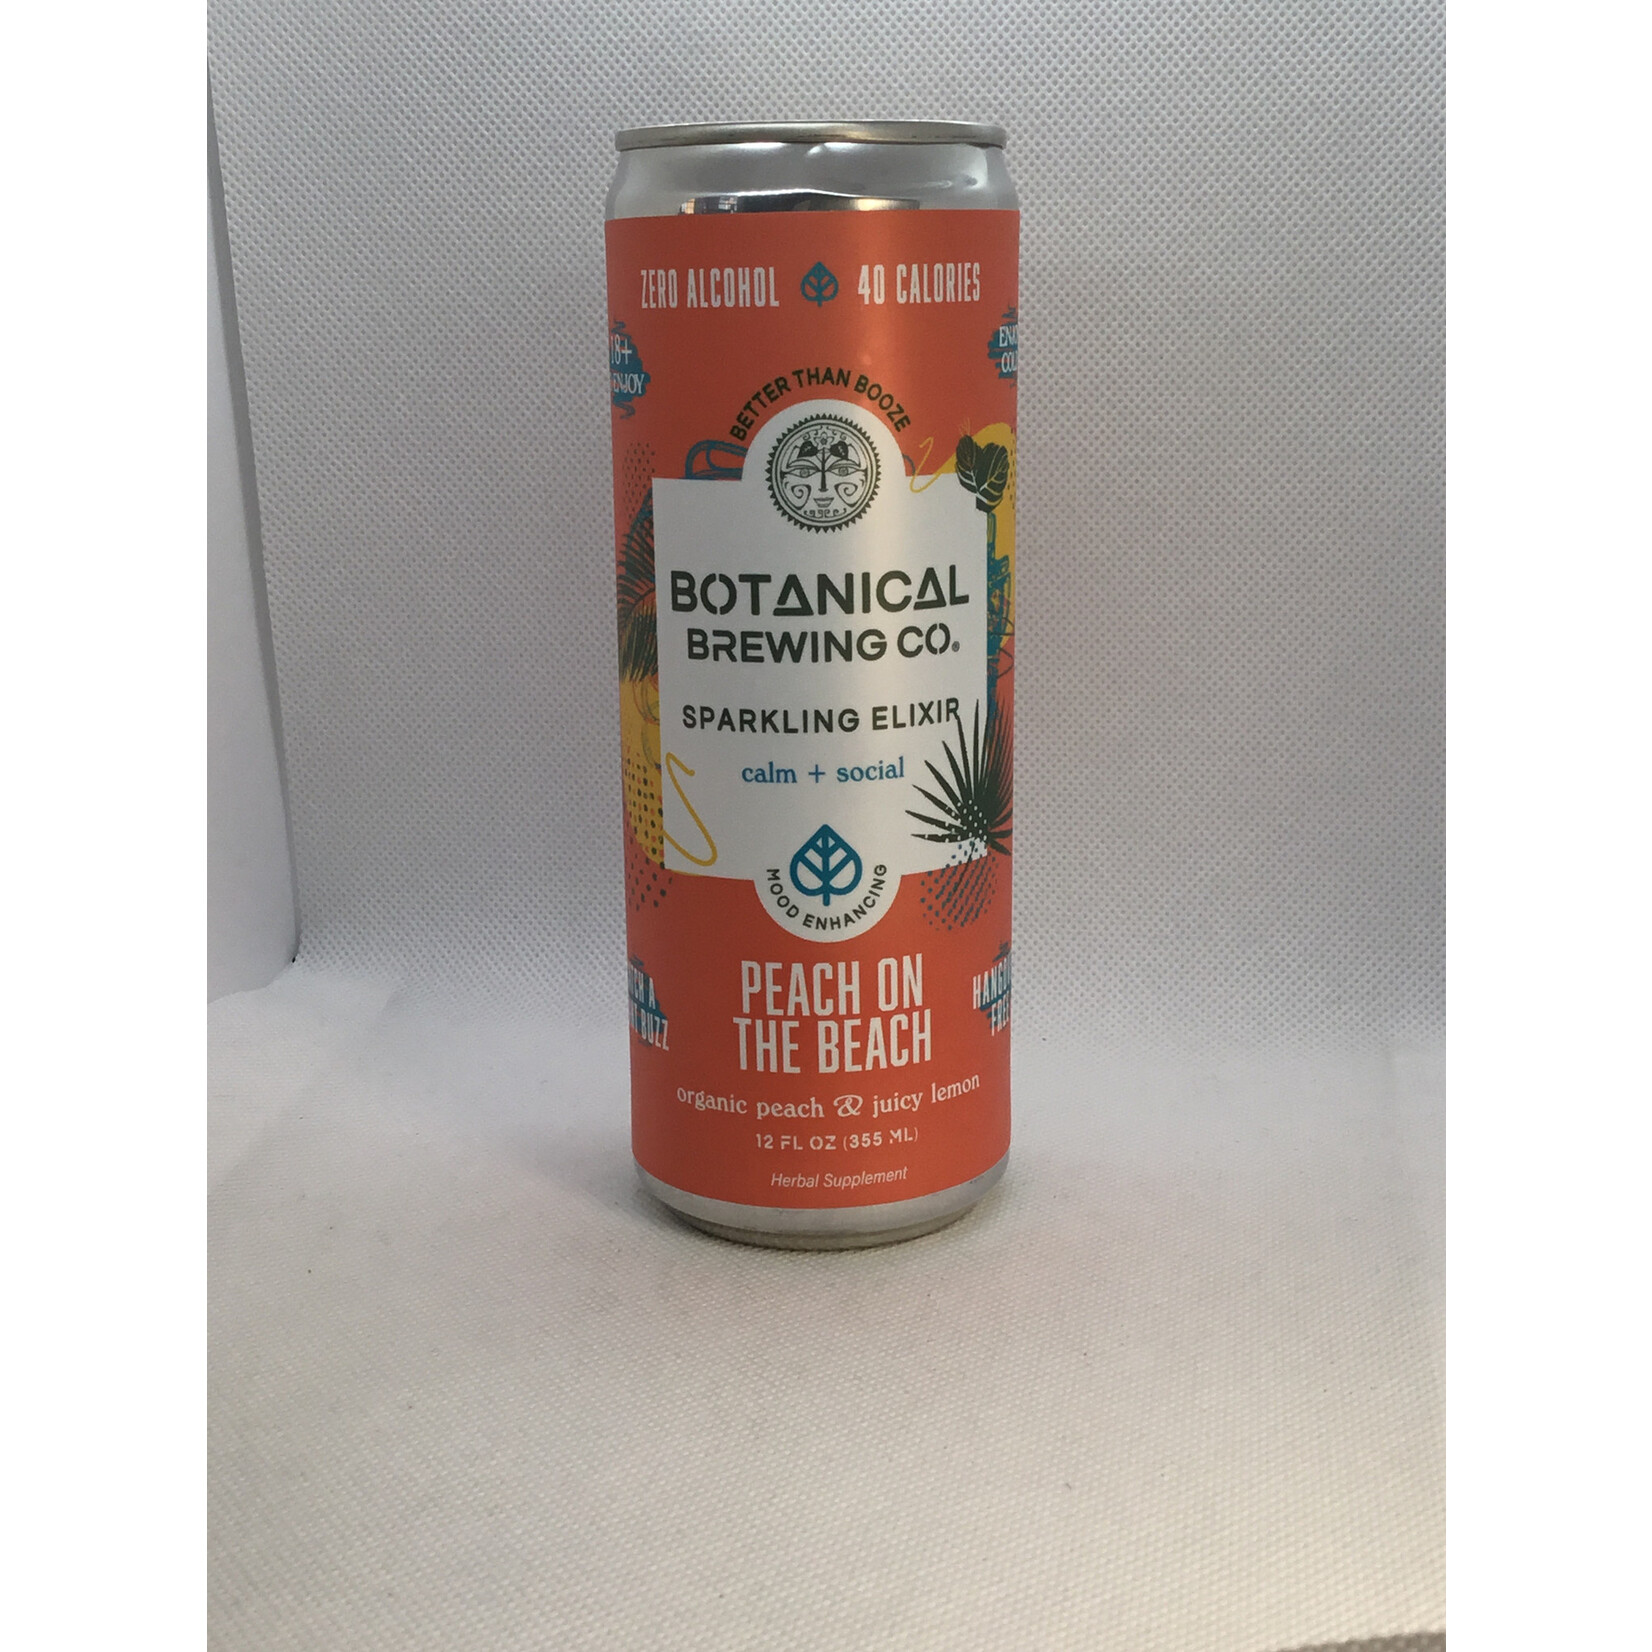 ZERO ALCOHOL 40 CALORIES
18+
ENJOY
BETTER THAN BOOZE
BOTANICAL
BREWING CO.®
SPARKLING ELIXIR
calm + social
MOOD ENHANCING
PEACH ON
THE BEACH
organic peach & juicy lemon
12 FL OZ (355 ML)
Herbal Supplement
A
BUZZ